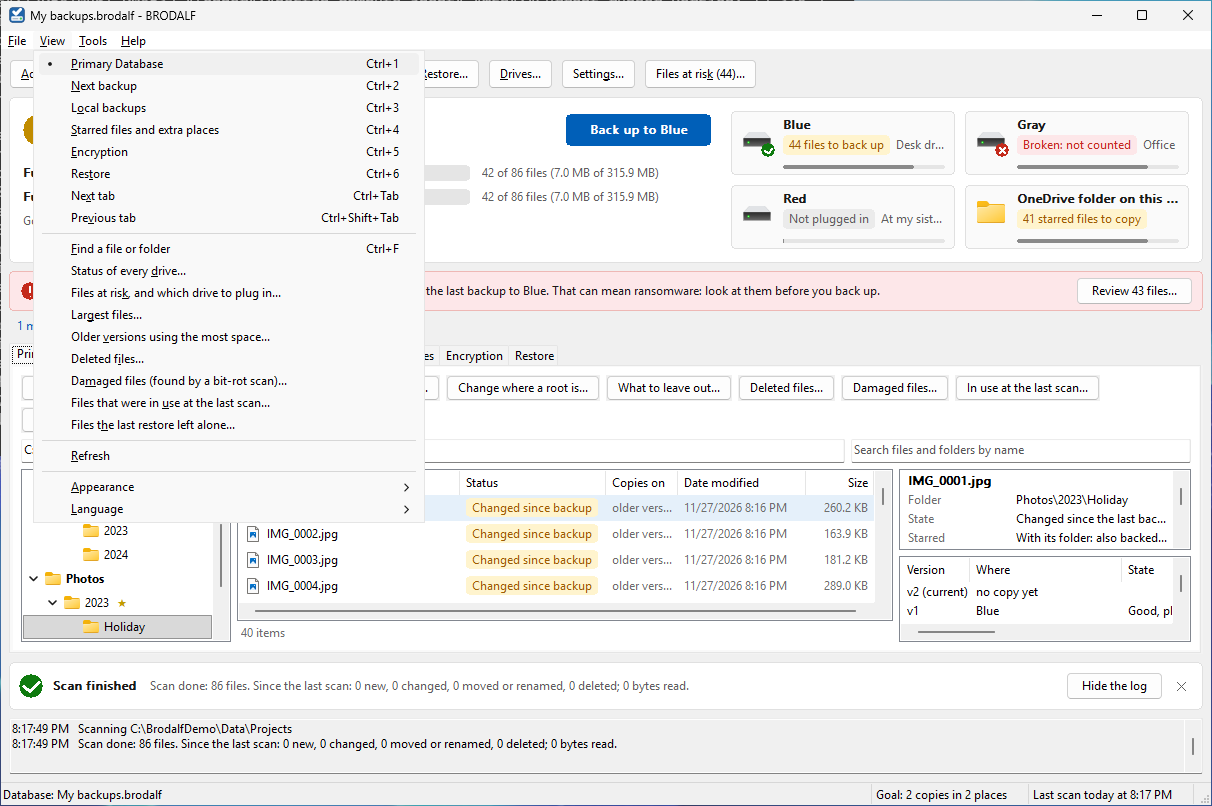 My backups.brodalf - BRODALF
File View Tools Help
Primary Database Ctrl+1
Next backup Ctrl+2
Local backups Ctrl+3
Starred files and extra places Ctrl+4
Encryption Ctrl+5
Restore Ctrl+6
Next tab Ctrl+Tab
Previous tab Ctrl+Shift+Tab
Find a file or folder Ctrl+F
Status of every drive...
Files at risk, and which drive to plug in...
Largest files...
Older versions using the most space...
Deleted files...
Damaged files (found by a bit-rot scan)...
Files that were in use at the last scan...
Files the last restore left alone...
Refresh
Appearance
Language
Drives... Settings... Files at risk (44)...
Back up to Blue
42 of 86 files (7.0 MB of 315.9 MB)
42 of 86 files (7.0 MB of 315.9 MB)
Blue
44 files to back up Desk dr...
Gray
Broken: not counted Office
Red
Not plugged in At my sist...
OneDrive folder on this ...
41 starred files to copy
the last backup to Blue. That can mean ransomware: look at them before you back up.
Review 43 files...
Encryption Restore
Change where a root is... What to leave out... Deleted files... Damaged files... In use at the last scan...
Search files and folders by name
Status Copies on Date modified Size
Changed since backup older vers... 11/27/2026 8:16 PM 260.2 KB
IMG_0002.jpg Changed since backup older vers... 11/27/2026 8:16 PM 163.9 KB
IMG_0003.jpg Changed since backup older vers... 11/27/2026 8:16 PM 181.2 KB
IMG_0004.jpg Changed since backup older vers... 11/27/2026 8:16 PM 289.0 KB
40 items
2023
2024
Photos
2023
Holiday
IMG_0001.jpg
Folder Photos\2023\Holiday
State Changed since the last bac...
Starred With its folder: also backed...
Version Where State
v2 (current) no copy yet
v1 Blue Good, pl
Scan finished Scan done: 86 files. Since the last scan: 0 new, 0 changed, 0 moved or renamed, 0 deleted; 0 bytes read.
Hide the log
8:17:49 PM Scanning C:\BrodalfDemo\Data\Projects
8:17:49 PM Scan done: 86 files. Since the last scan: 0 new, 0 changed, 0 moved or renamed, 0 deleted; 0 bytes read.
Database: My backups.brodalf Goal: 2 copies in 2 places Last scan today at 8:17 PM